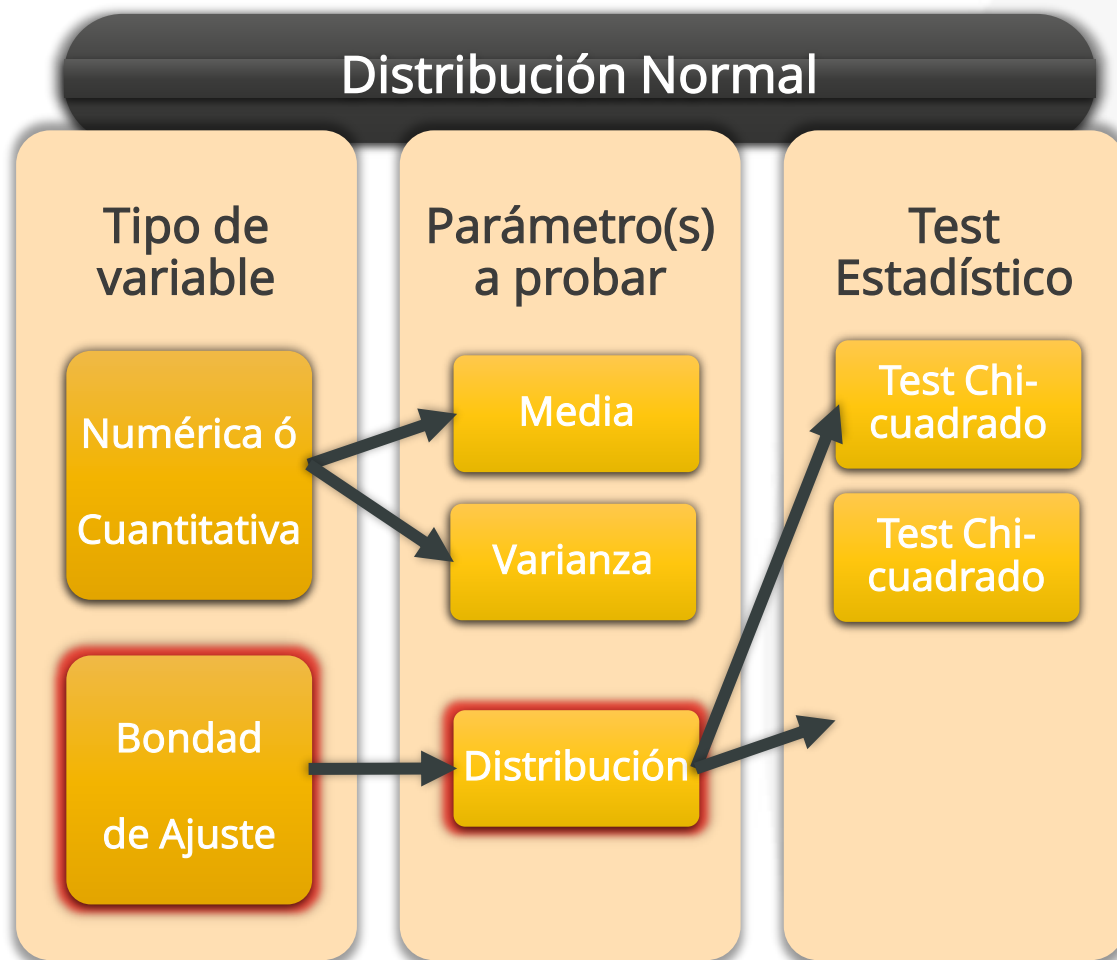 Distribución Normal
Tipo de
variable
Numérica ó
Cuantitativa
Bondad
de Ajuste
Parámetro(s)
a probar
Media
Varianza
Distribución
Test
Estadístico
Test Chi-
cuadrado
Test Chi-
cuadrado